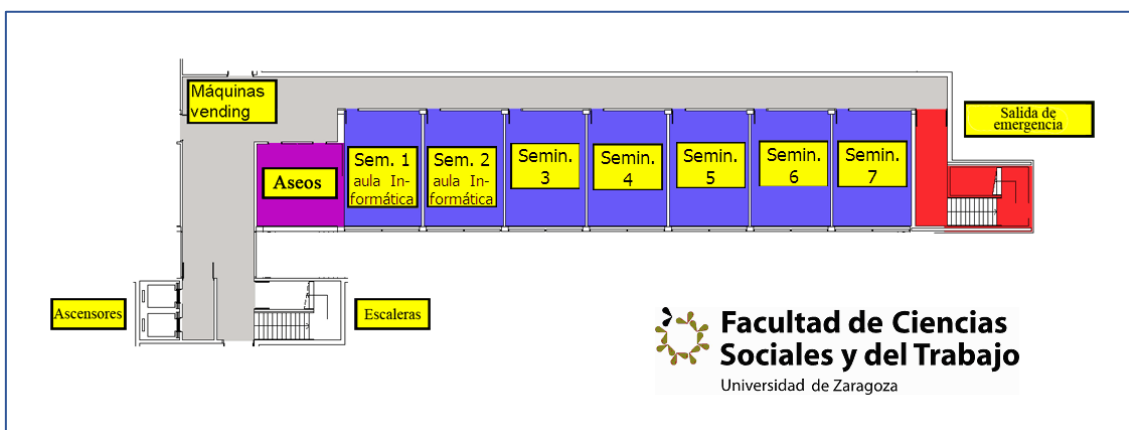 Máquinas
vending
Salida de
emergencia
Aseos
Sem. 1
aula In-
formática
Sem. 2
aula In-
formática
Semin.
3
Semin.
4
Semin.
5
Semin.
6
Semin.
7
Ascensores
Escaleras
Facultad de Ciencias
Sociales y del Trabajo
Universidad de Zaragoza